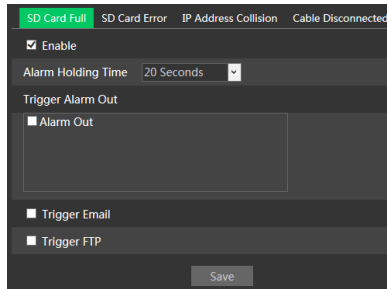 SD Card Full SD Card Error IP Address Collision Cable Disconnected
Enable
Alarm Holding Time 20 Seconds
Trigger Alarm Out
Alarm Out
Trigger Email
Trigger FTP
Save